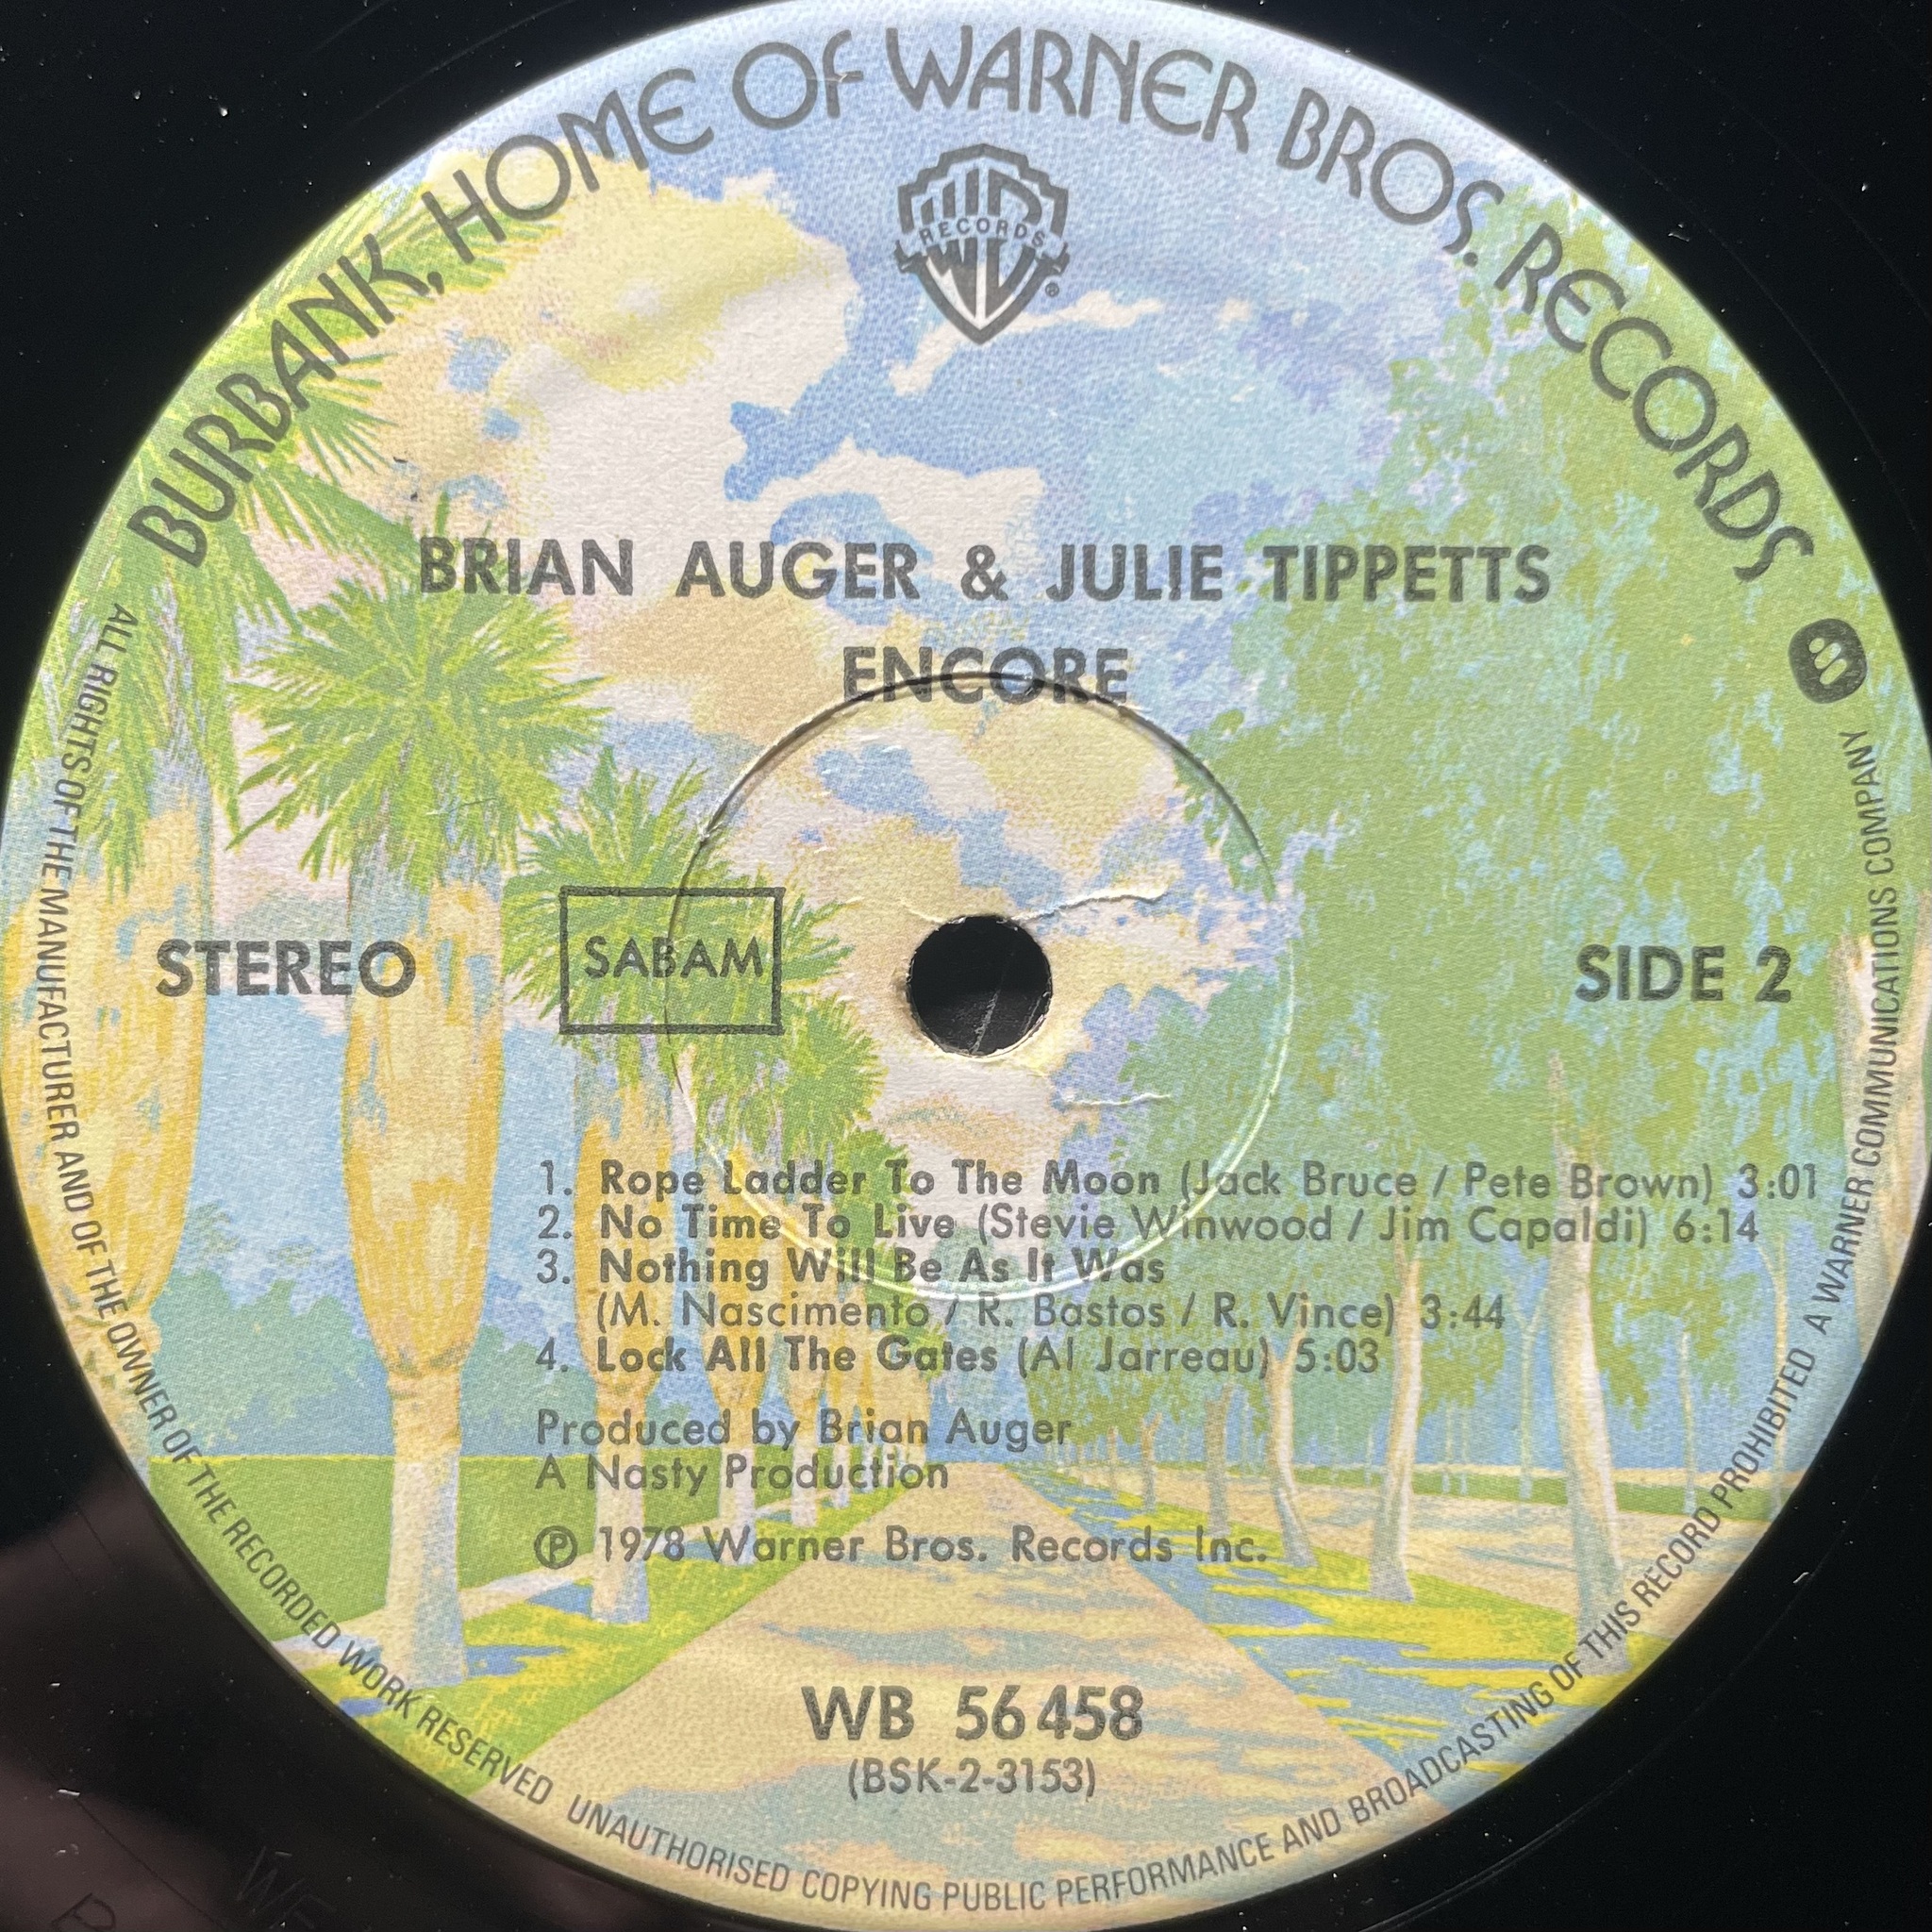 BURBANK, HOME OF WARNER BROS. RECORDS
RECORDS
®
BRIAN AUGER & JULIE TIPPETTS
ENCORE
STEREO
SABAM
SIDE 2
1. Rope Ladder To The Moon (Jack Bruce / Pete Brown) 3:01
2. No Time To Live (Stevie Winwood / Jim Capaldi) 6:14
3. Nothing Will Be As It Was
(M. Nascimento / R. Bastos / R. Vince) 3:44
4. Lock All The Gates (Al Jarreau) 5:03
Produced by Brian Auger
A Nasty Production
℗ 1978 Warner Bros. Records Inc.
WB 56 458
(BSK-2-3153)
ALL RIGHTS OF THE MANUFACTURER AND OF THE OWNER OF THE RECORDED WORK RESERVED UNAUTHORISED COPYING PUBLIC PERFORMANCE AND BROADCASTING OF THIS RECORD PROHIBITED A WARNER COMMUNICATIONS COMPANY